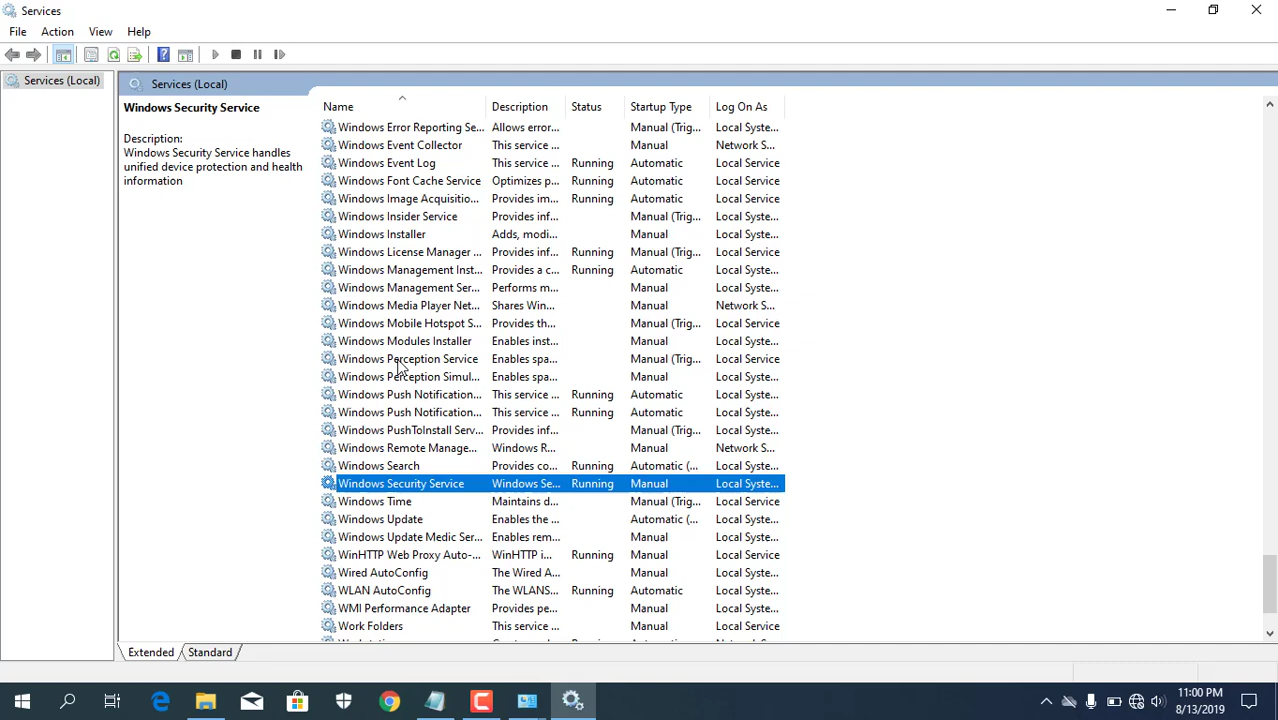 Services
File Action View Help
Services (Local)
Services (Local)
Windows Security Service
Description:
Windows Security Service handles
unified device protection and health
information
Name Description Status Startup Type Log On As
Windows Error Reporting Se... Allows error... Manual (Trig... Local Syste...
Windows Event Collector This service ... Manual Network S...
Windows Event Log This service ... Running Automatic Local Service
Windows Font Cache Service Optimizes p... Running Automatic Local Service
Windows Image Acquisitio... Provides im... Running Automatic Local Service
Windows Insider Service Provides inf... Manual (Trig... Local Syste...
Windows Installer Adds, modi... Manual Local Syste...
Windows License Manager ... Provides inf... Running Manual (Trig... Local Service
Windows Management Inst... Provides a c... Running Automatic Local Syste...
Windows Management Ser... Performs m... Manual Local Syste...
Windows Media Player Net... Shares Win... Manual Network S...
Windows Mobile Hotspot S... Provides th... Manual (Trig... Local Service
Windows Modules Installer Enables inst... Manual Local Syste...
Windows Perception Service Enables spa... Manual (Trig... Local Service
Windows Perception Simul... Enables spa... Manual Local Syste...
Windows Push Notification... This service ... Running Automatic Local Syste...
Windows Push Notification... This service ... Running Automatic Local Syste...
Windows PushToInstall Serv... Provides inf... Manual (Trig... Local Syste...
Windows Remote Manage... Windows R... Manual Network S...
Windows Search Provides co... Running Automatic (... Local Syste...
Windows Security Service Windows Se... Running Manual Local Syste...
Windows Time Maintains d... Manual (Trig... Local Service
Windows Update Enables the ... Automatic (... Local Syste...
Windows Update Medic Ser... Enables rem... Manual Local Syste...
WinHTTP Web Proxy Auto-... WinHTTP i... Running Manual Local Service
Wired AutoConfig The Wired A... Manual Local Syste...
WLAN AutoConfig The WLANS... Running Automatic Local Syste...
WMI Performance Adapter Provides pe... Manual Local Syste...
Work Folders Enables spa...

Extended Standard
11:00 PM
8/13/2019